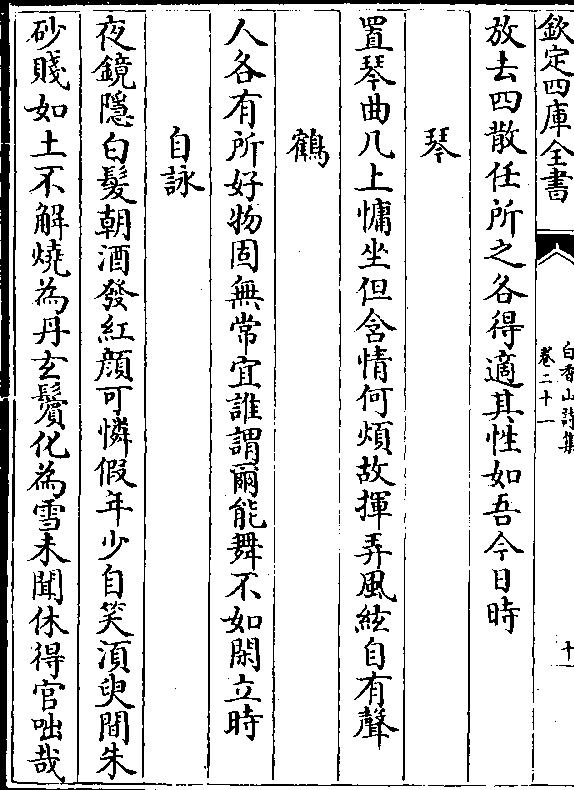 欽定四庫全書
白香山詩集
卷二十一
十一
放去四散任所之各得適其性如吾今日時
琴
置琴曲几上慵坐但含情何煩故揮弄風絃自有聲
鶴
人各有所好物固無常宜誰謂爾能舞不如閑立時
自詠
夜鏡隱白髮朝酒發紅顔可憐假年少自笑湏臾間朱
砂賤如土不解燒為丹玄鬢化為雪未聞休得官咄哉